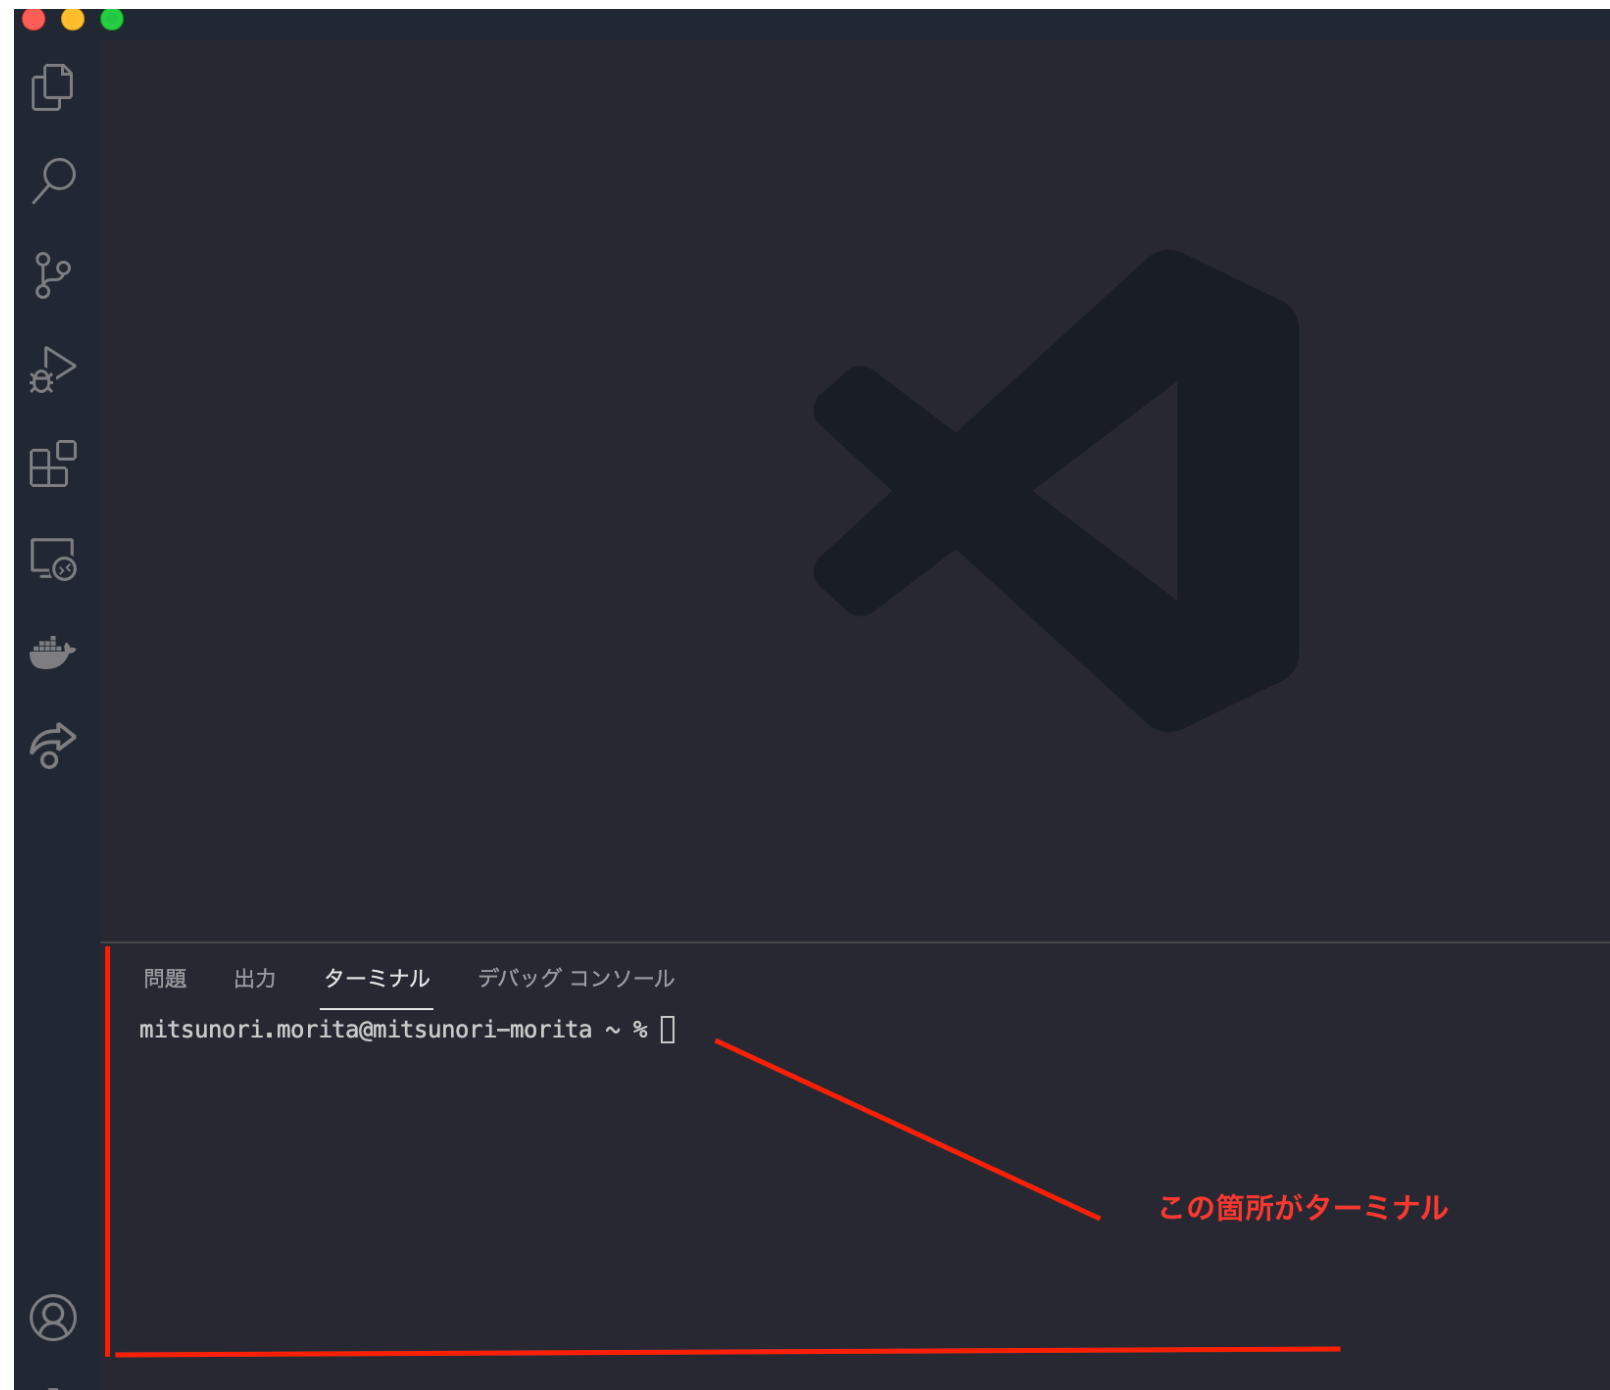 問題 出力 ターミナル デバッグ コンソール
mitsunori.morita@mitsunori-morita ~ %
この箇所がターミナル